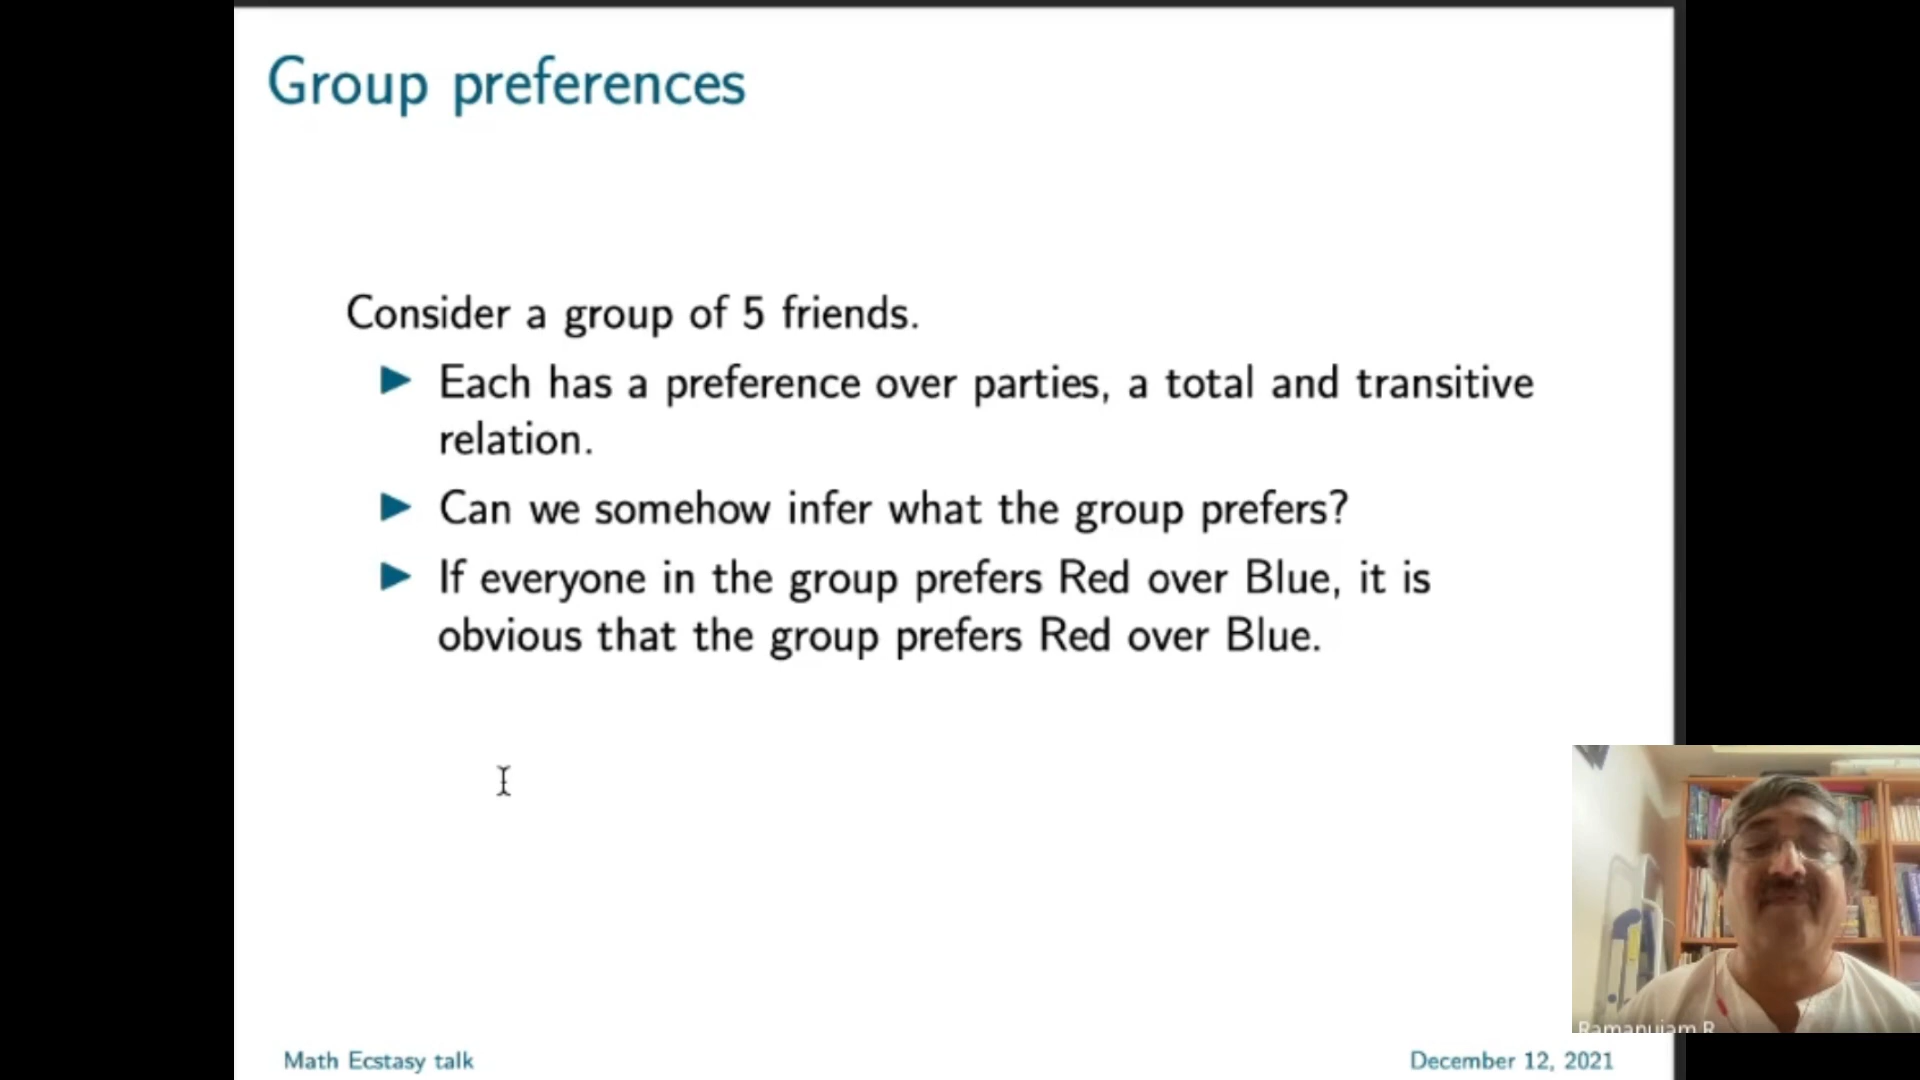 Group preferences
Consider a group of 5 friends.
Each has a preference over parties, a total and transitive
relation.
Can we somehow infer what the group prefers?
If everyone in the group prefers Red over Blue, it is
obvious that the group prefers Red over Blue.
Ramanujam R
Math Ecstasy talk
December 12, 2021